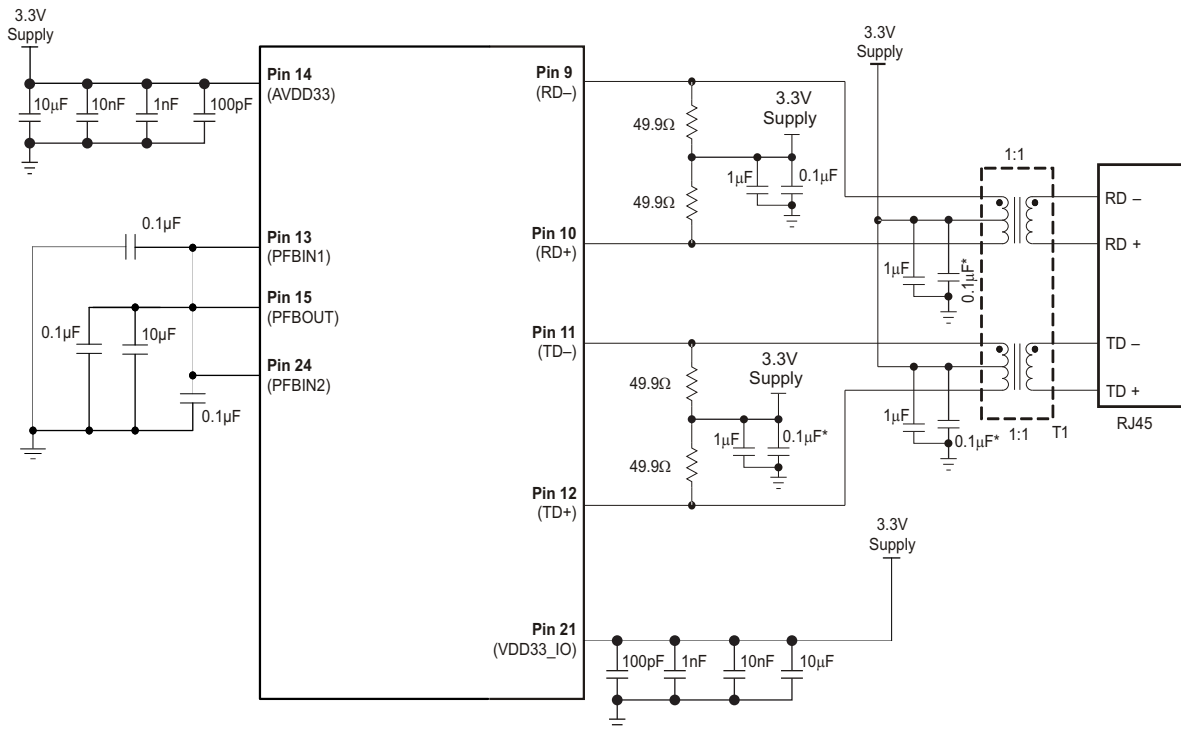 3.3V
Supply
10µF
10nF
1nF
100pF
Pin 14
(AVDD33)
0.1µF
Pin 13
(PFBIN1)
Pin 15
(PFBOUT)
0.1µF
10µF
Pin 24
(PFBIN2)
0.1µF
Pin 9
(RD–)
49.9Ω
3.3V
Supply
1µF
0.1µF
49.9Ω
Pin 10
(RD+)
Pin 11
(TD–)
49.9Ω
3.3V
Supply
1µF
0.1µF*
49.9Ω
Pin 12
(TD+)
3.3V
Supply
1µF
0.1µF*
1µF
0.1µF*
1:1
1:1
T1
RD –
RD +
TD –
TD +
RJ45
3.3V
Supply
Pin 21
(VDD33_IO)
100pF
1nF
10nF
10µF